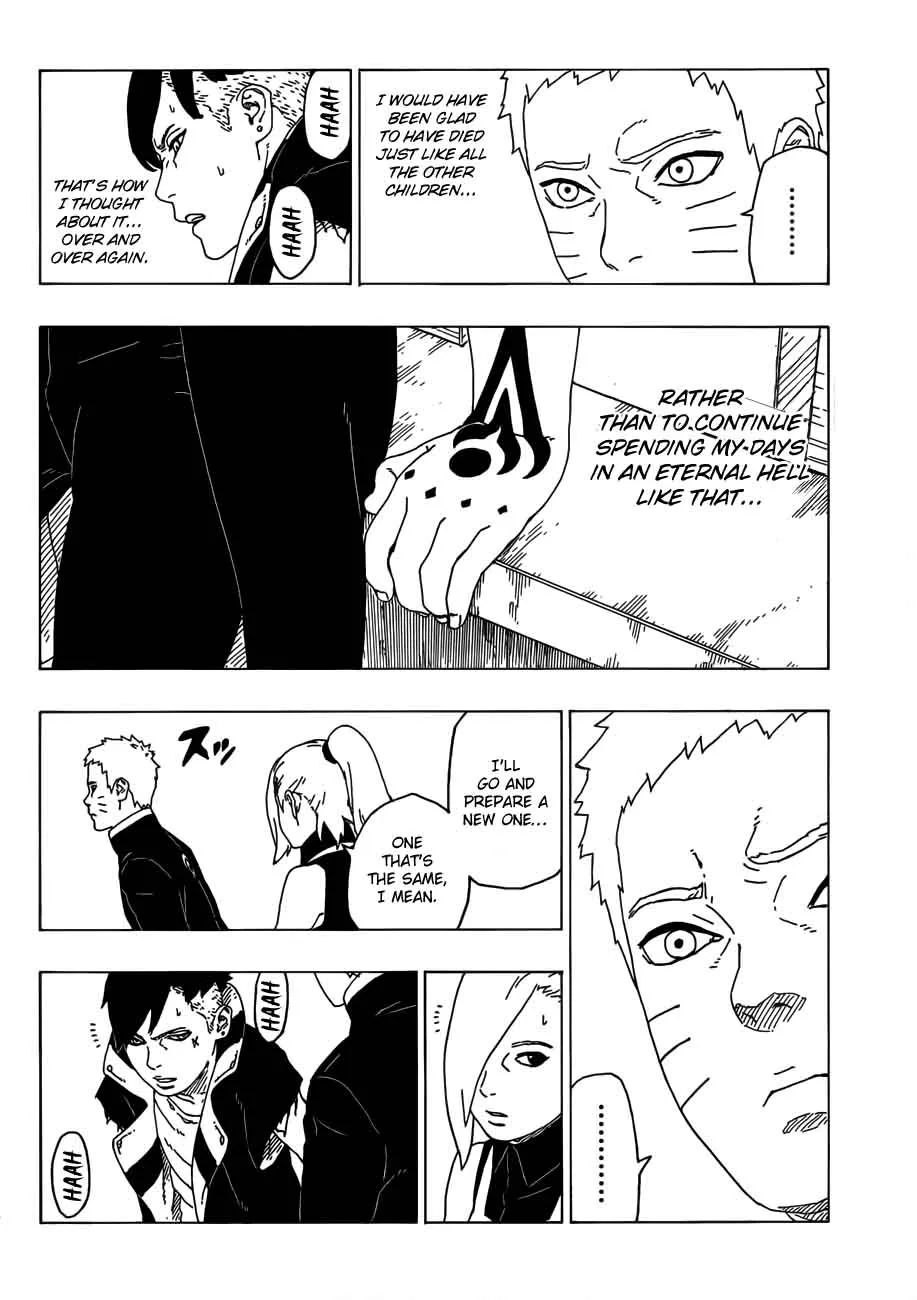 .......
I WOULD HAVE
BEEN GLAD
TO HAVE DIED
JUST LIKE ALL
THE OTHER
CHILDREN...
HAAH
HAAH
THAT'S HOW
I THOUGHT
ABOUT IT...
OVER AND
OVER AGAIN.
RATHER
THAN TO CONTINUE
SPENDING MY DAYS
IN AN ETERNAL HELL
LIKE THAT...
.........
I'LL
GO AND
PREPARE A
NEW ONE...
ONE
THAT'S
THE SAME,
I MEAN.
スッ
HAAH
HAAH